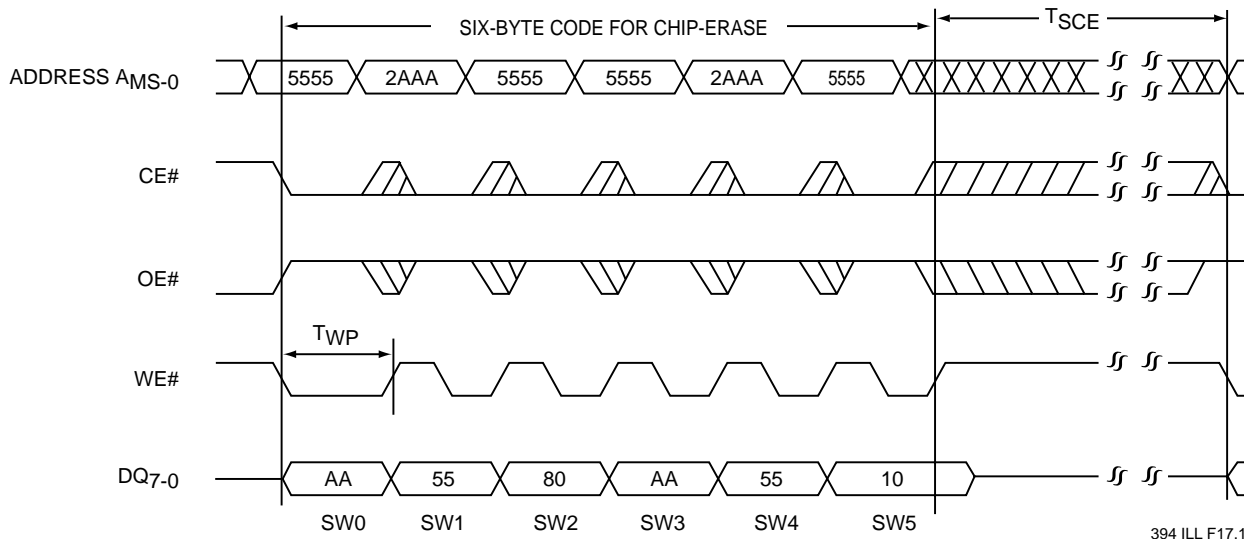 SIX-BYTE CODE FOR CHIP-ERASE TSCE
ADDRESS AMS-0 5555 2AAA 5555 5555 2AAA 5555
CE#
OE#
TWP
WE#
DQ7-0 AA 55 80 AA 55 10
SW0 SW1 SW2 SW3 SW4 SW5
394 ILL F17.1